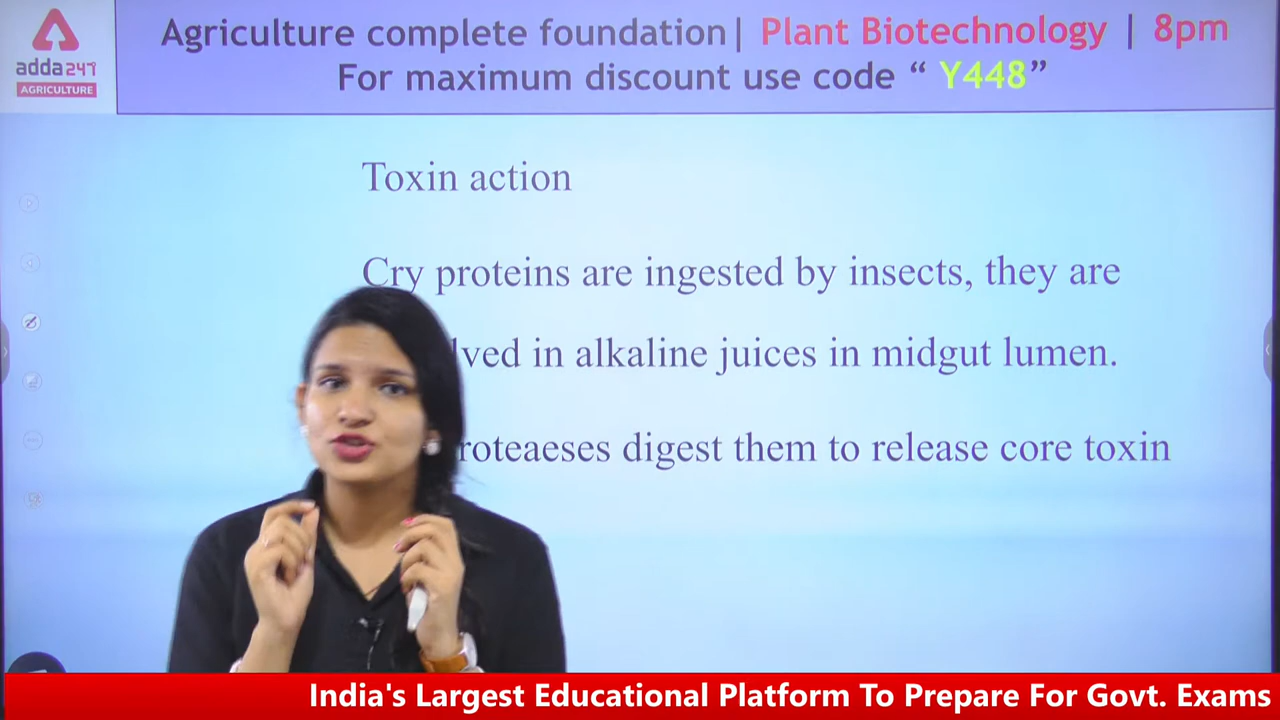 adda247
AGRICULTURE
Agriculture complete foundation| Plant Biotechnology | 8pm
For maximum discount use code “ Y448”
Toxin action
Cry proteins are ingested by insects, they are
lved in alkaline juices in midgut lumen.
roteaeses digest them to release core toxin
India's Largest Educational Platform To Prepare For Govt. Exams